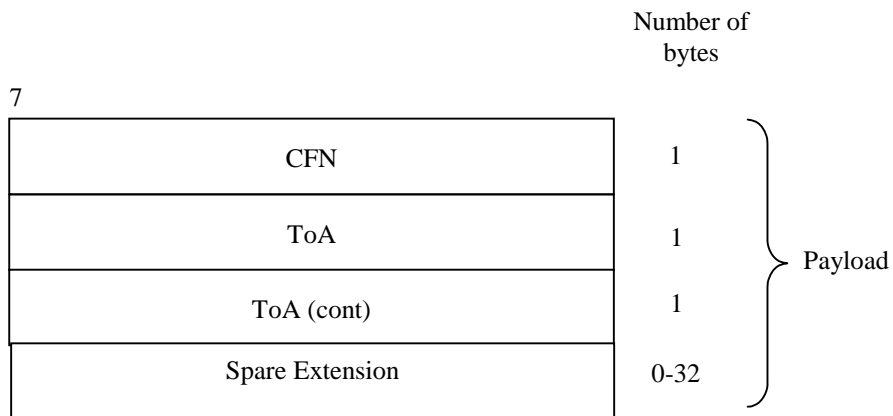 Number of
bytes
7
CFN 1
ToA 1
Payload
ToA (cont) 1
Spare Extension 0-32